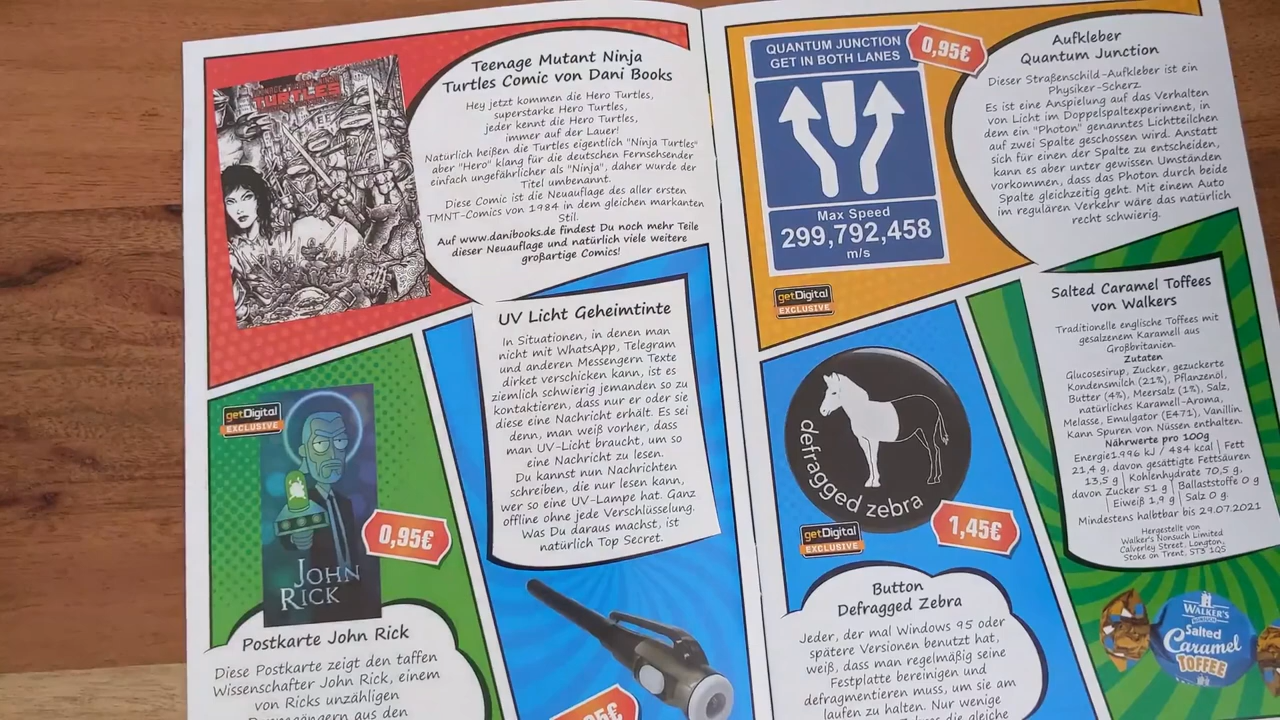 TURTLES
Teenage Mutant Ninja
Turtles Comic von Dani Books
Hey jetzt kommen die Hero Turtles,
superstarke Hero Turtles,
jeder kennt die Hero Turtles,
immer auf der Lauer!
Natürlich heißen die Turtles eigentlich "Ninja Turtles"
aber "Hero" klang für die deutschen Fernsehsender
einfach ungefährlicher als "Ninja", daher wurde der
Titel umbenannt.
Diese Comic ist die Neuauflage des aller ersten
TMNT-Comics von 1984 in dem gleichen markanten
Stil.
Auf www.danibooks.de findest Du noch mehr Teile
dieser Neuauflage und natürlich viele weitere
großartige Comics!
getDigital
EXCLUSIVE
JOHN
RICK
0,95€
Postkarte John Rick
Diese Postkarte zeigt den taffen
Wissenschafter John Rick, einem
von Ricks unzähligen
aus den
UV Licht Geheimtinte
In Situationen, in denen man
nicht mit WhatsApp, Telegram
und anderen Messengern Texte
dirket verschicken kann, ist es
ziemlich schwierig jemanden so zu
kontaktieren, dass nur er oder sie
diese eine Nachricht erhält. Es sei
denn, man weiß vorher, dass
man UV-Licht braucht, um so
eine Nachricht zu lesen.
Du kannst nun Nachrichten
schreiben, die nur lesen kann,
wer so eine UV-Lampe hat. Ganz
offline ohne jede Verschlüsselung.
Was Du daraus machst, ist
natürlich Top Secret.
QUANTUM JUNCTION
GET IN BOTH LANES
0,95€
Max Speed
299,792,458
m/s
getDigital
EXCLUSIVE
Aufkleber
Quantum Junction
Dieser Straßenschild-Aufkleber ist ein
Physiker-Scherz
Es ist eine Anspielung auf das Verhalten
von Licht im Doppelspaltexperiment, in
dem ein "Photon" genanntes Lichtteilchen
auf zwei Spalte geschossen wird. Anstatt
sich für einen der Spalte zu entscheiden,
kann es aber unter gewissen Umständen
vorkommen, dass das Photon durch beide
Spalte gleichzeitig geht. Mit einem Auto
im regulären Verkehr wäre das natürlich
recht schwierig.
defragged zebra
getDigital
EXCLUSIVE
1,45€
Button
Defragged Zebra
Jeder, der mal Windows 95 oder
spätere Versionen benutzt hat,
weiß, dass man regelmäßig seine
Festplatte bereinigen und
defragmentieren muss, um sie am
laufen zu halten. Nur wenige
die gleiche
Salted Caramel Toffees
von Walkers
Traditionelle englische Toffees mit
gesalzenem Karamell aus
Großbritanien.
Zutaten
Glucosesirup, Zucker, gezuckerte
Kondensmilch (21%), Pflanzenöl,
Butter (4%), Meersalz (1%), Salz,
natürliches Karamell-Aroma,
Melasse, Emulgator (E471), Vanillin.
Kann Spuren von Nüssen enthalten.
Nährwerte pro 100g
Energie1.996 kJ / 484 kcal | Fett
21,4 g, davon gesättigte Fettsäuren
13,5 g | Kohlenhydrate 70,5 g,
davon Zucker 51 g | Ballaststoffe 0 g
| Eiweiß 1,9 g | Salz 0 g.
Mindestens haltbar bis 29.07.2021
Hergestellt von
Walker's Nonsuch Limited
Calverley Street, Longton,
Stoke on Trent, ST3 1QS
WALKER'S
NONSUCH
Salted
Caramel
TOFFEE